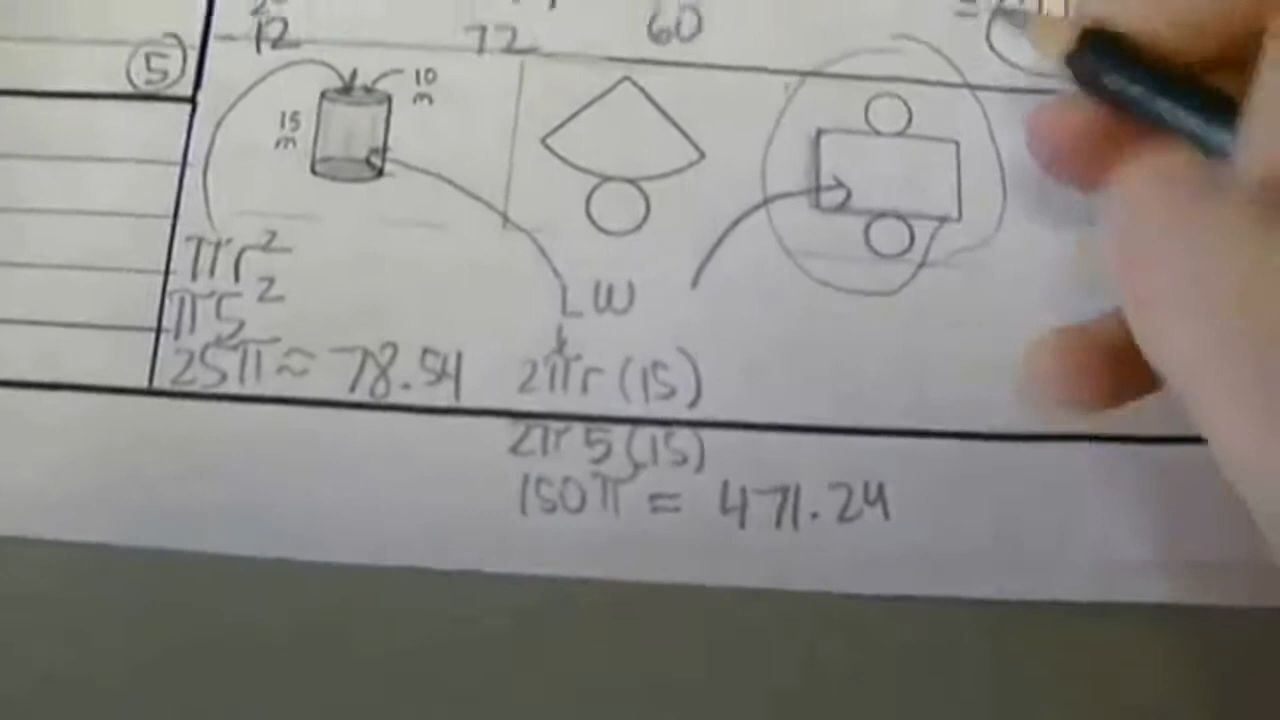 12
72
60
=
5
10
m
15
m
πr²
π5²
25π≈ 78.54
LW
2πr(15)
2π5(15)
150π = 471.24